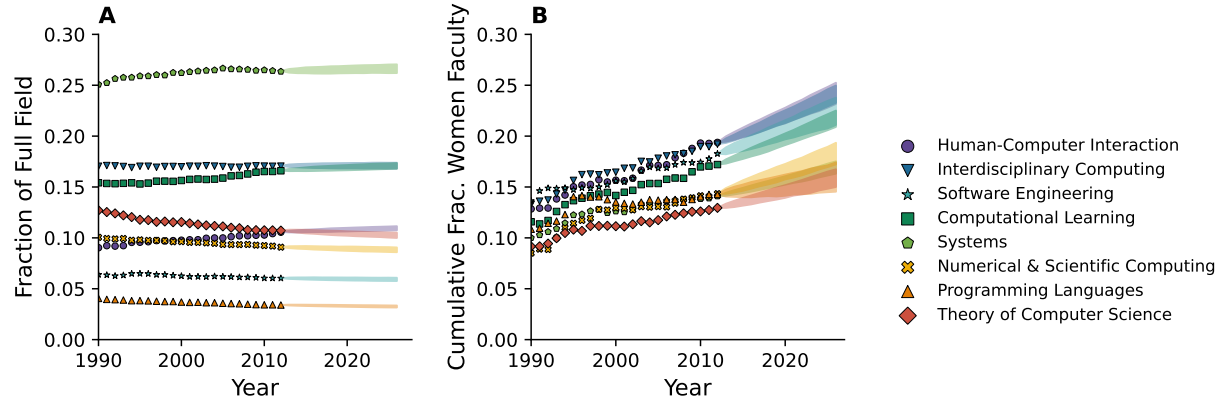 A
Fraction of Full Field
0.30
0.25
0.20
0.15
0.10
0.05
0.00
1990 2000 2010 2020
Year
B
Cumulative Frac. Women Faculty
0.30
0.25
0.20
0.15
0.10
0.05
0.00
1990 2000 2010 2020
Year
Human-Computer Interaction
Interdisciplinary Computing
Software Engineering
Computational Learning
Systems
Numerical & Scientific Computing
Programming Languages
Theory of Computer Science